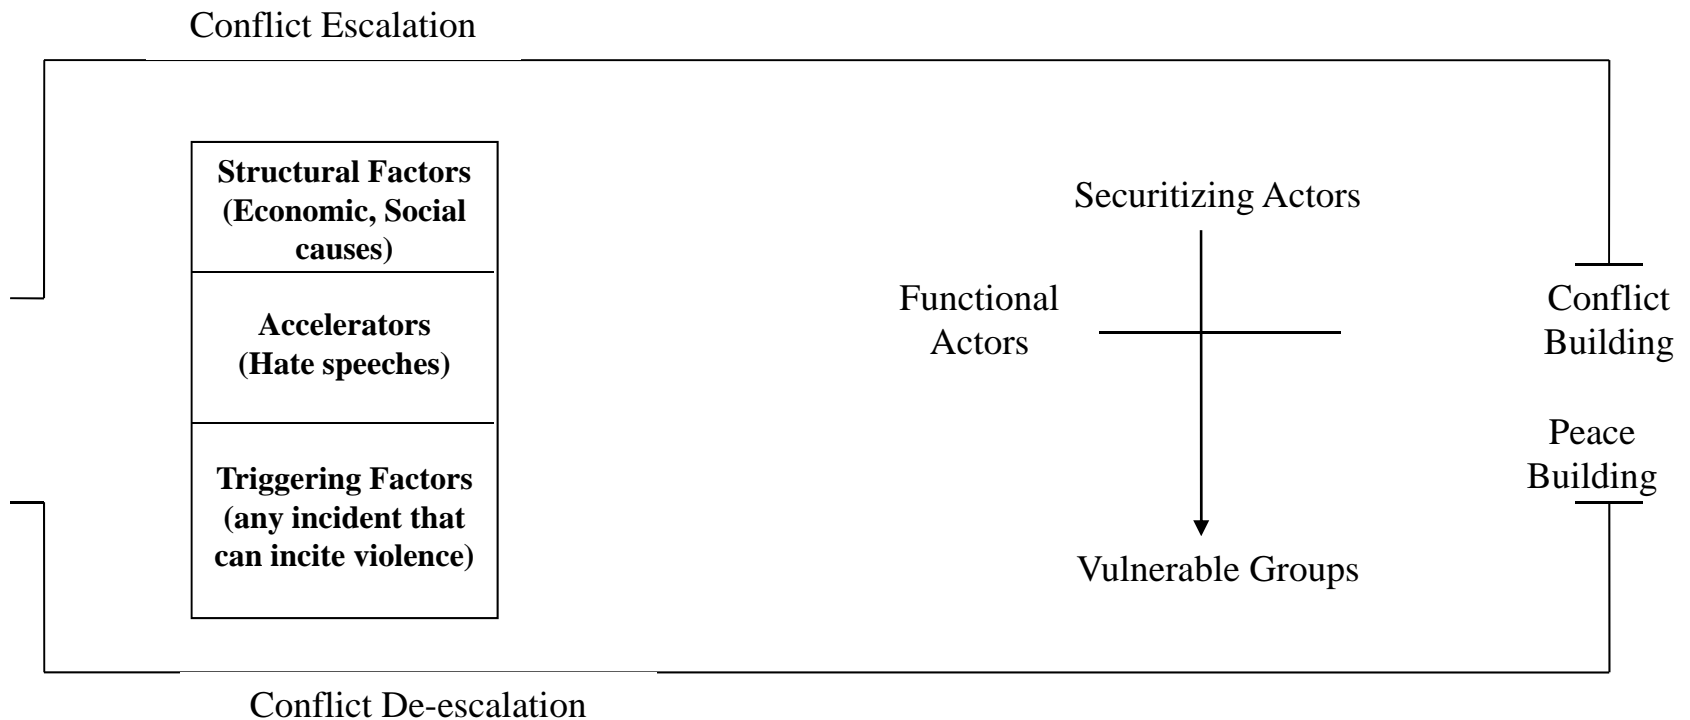 Conflict Escalation
Structural Factors
(Economic, Social
causes)
Accelerators
(Hate speeches)
Triggering Factors
(any incident that
can incite violence)
Securitizing Actors
Functional
Actors
Vulnerable Groups
Conflict
Building
Peace
Building
Conflict De-escalation